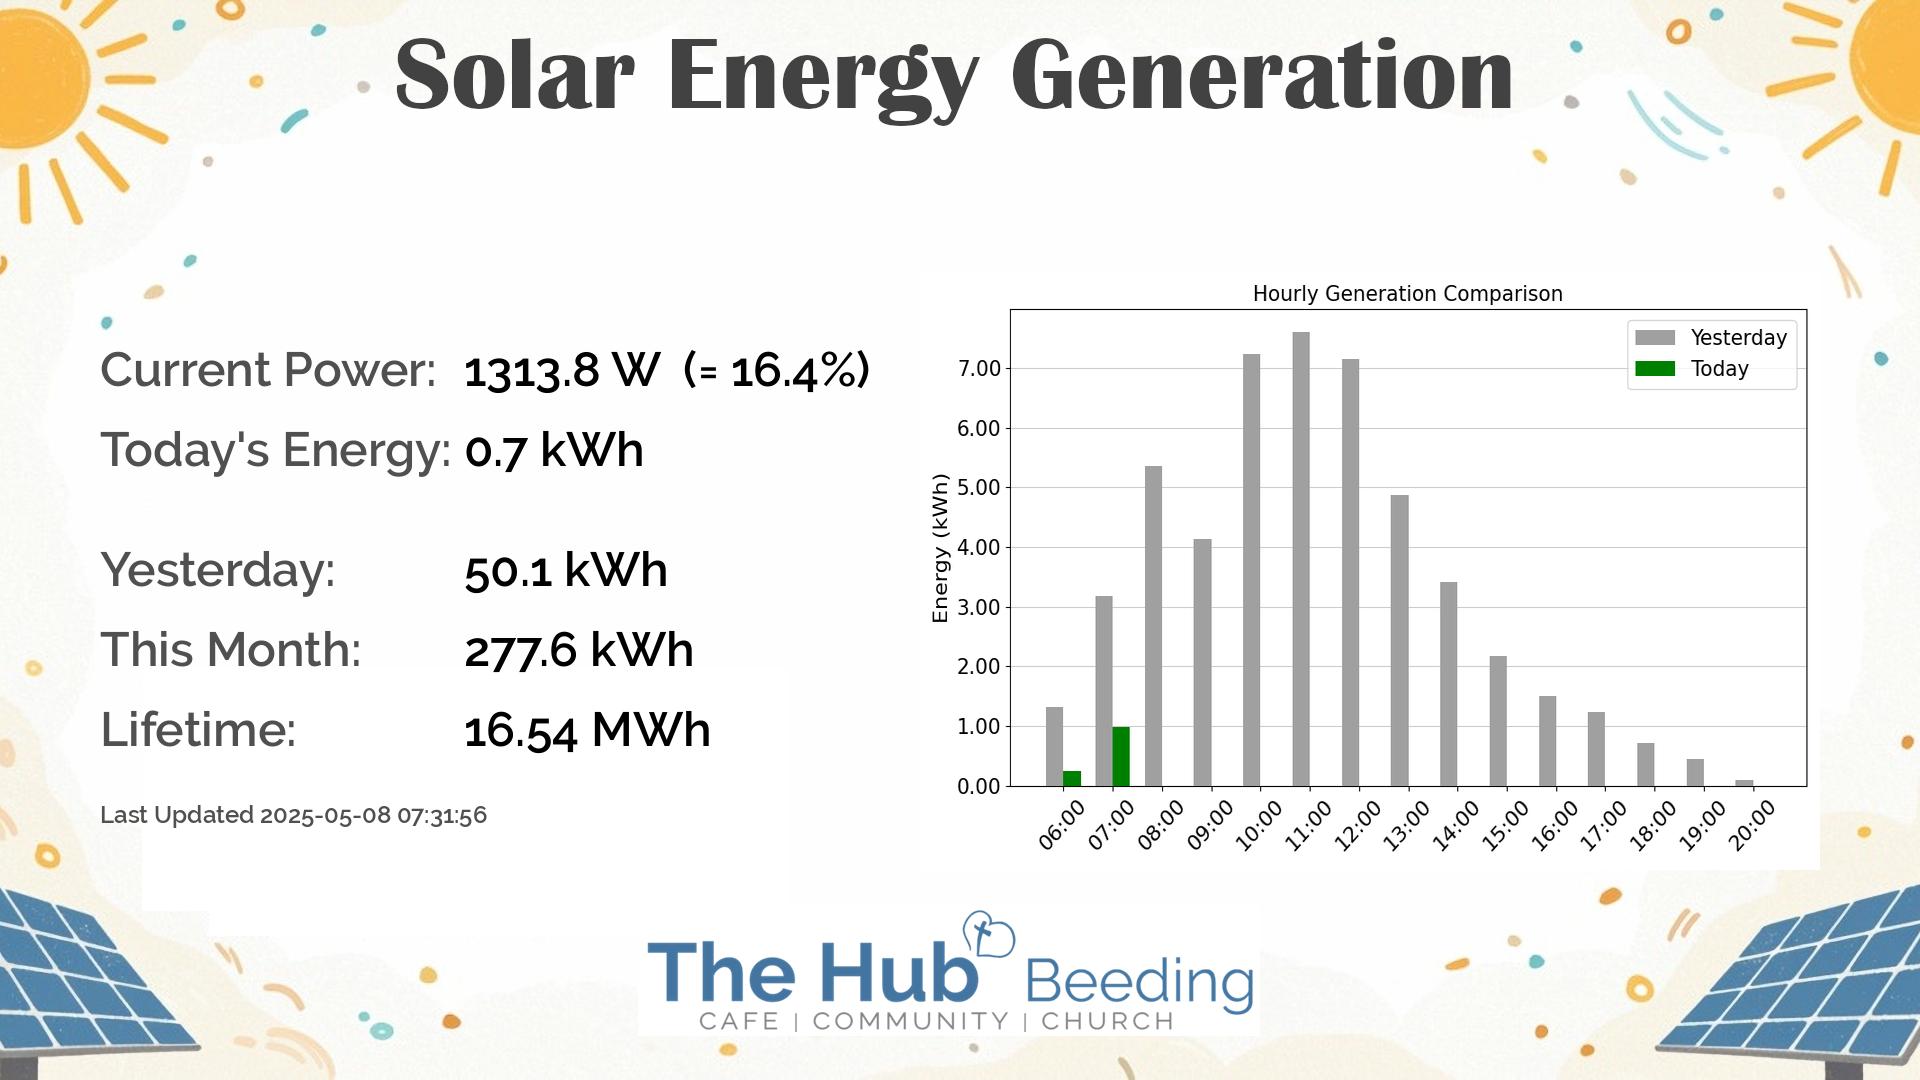 Solar Energy Generation
Current Power: 1313.8 W (= 16.4%)
Today's Energy: 0.7 kWh
Yesterday: 50.1 kWh
This Month: 277.6 kWh
Lifetime: 16.54 MWh
Last Updated 2025-05-08 07:31:56
Hourly Generation Comparison
Yesterday
Today
Energy (kWh)
7.00
6.00
5.00
4.00
3.00
2.00
1.00
0.00
06:00 07:00 08:00 09:00 10:00 11:00 12:00 13:00 14:00 15:00 16:00 17:00 18:00 19:00 20:00
The Hub Beeding
CAFE | COMMUNITY | CHURCH